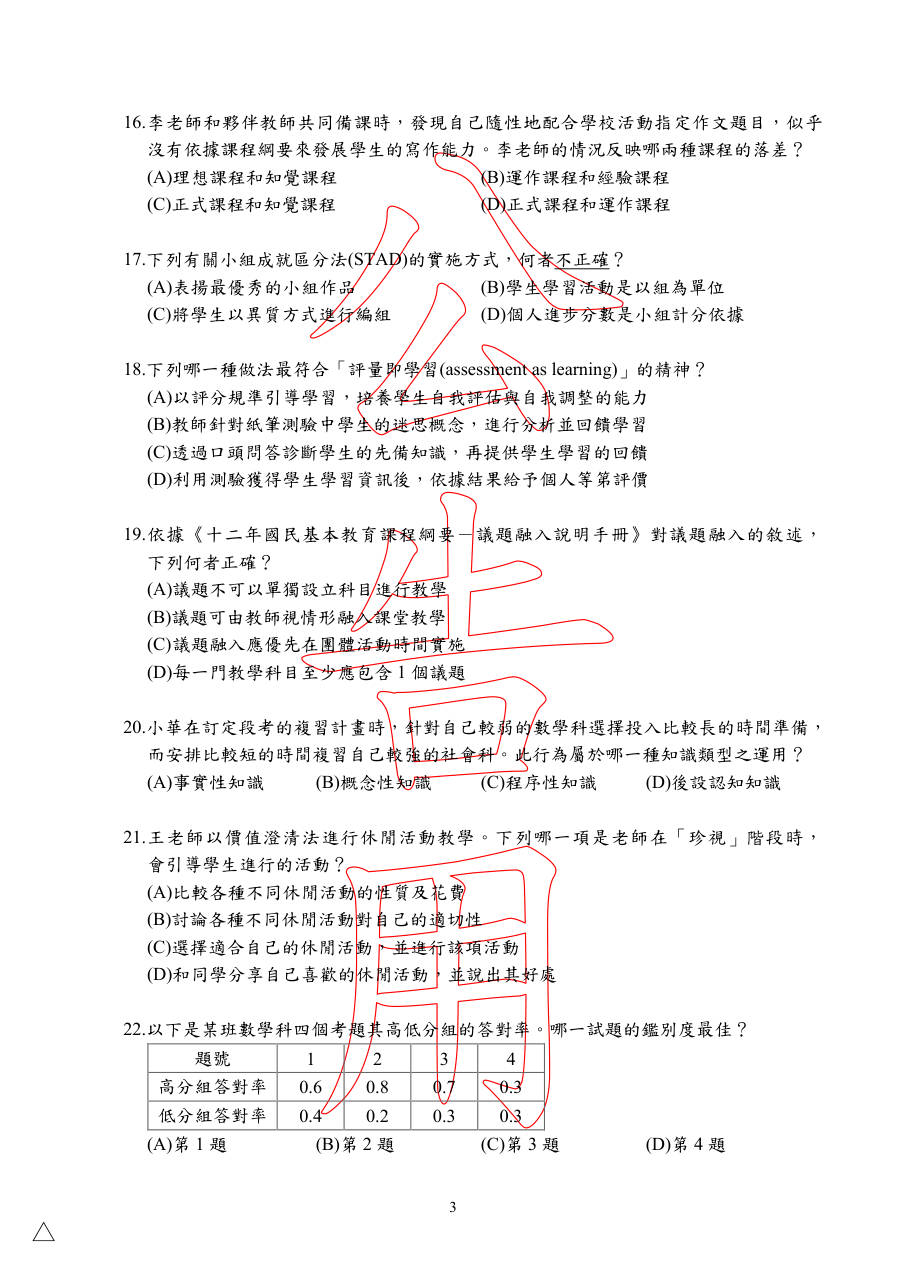 16.李老師和夥伴教師共同備課時，發現自己隨性地配合學校活動指定作文題目，似乎
沒有依據課程綱要來發展學生的寫作能力。李老師的情況反映哪兩種課程的落差？
(A)理想課程和知覺課程 (B)運作課程和經驗課程
(C)正式課程和知覺課程 (D)正式課程和運作課程
17.下列有關小組成就區分法(STAD)的實施方式，何者不正確？
(A)表揚最優秀的小組作品 (B)學生學習活動是以組為單位
(C)將學生以異質方式進行編組 (D)個人進步分數是小組計分依據
18.下列哪一種做法最符合「評量即學習(assessment as learning)」的精神？
(A)以評分規準引導學習，培養學生自我評估與自我調整的能力
(B)教師針對紙筆測驗中學生的迷思概念，進行分析並回饋學習
(C)透過口頭問答診斷學生的先備知識，再提供學生學習的回饋
(D)利用測驗獲得學生學習資訊後，依據結果給予個人等第評價
19.依據《十二年國民基本教育課程綱要－議題融入說明手冊》對議題融入的敘述，
下列何者正確？
(A)議題不可以單獨設立科目進行教學
(B)議題可由教師視情形融入課堂教學
(C)議題融入應優先在團體活動時間實施
(D)每一門教學科目至少應包含 1 個議題
20.小華在訂定段考的複習計畫時，針對自己較弱的數學科選擇投入比較長的時間準備，
而安排比較短的時間複習自己較強的社會科。此行為屬於哪一種知識類型之運用？
(A)事實性知識 (B)概念性知識 (C)程序性知識 (D)後設認知知識
21.王老師以價值澄清法進行休閒活動教學。下列哪一項是老師在「珍視」階段時，
會引導學生進行的活動？
(A)比較各種不同休閒活動的性質及花費
(B)討論各種不同休閒活動對自己的適切性
(C)選擇適合自己的休閒活動，並進行該項活動
(D)和同學分享自己喜歡的休閒活動，並說出其好處
22.以下是某班數學科四個考題其高低分組的答對率。哪一試題的鑑別度最佳？
題號 1 2 3 4
高分組答對率 0.6 0.8 0.7 0.3
低分組答對率 0.4 0.2 0.3 0.3
(A)第 1 題 (B)第 2 題 (C)第 3 題 (D)第 4 題
3
公告用